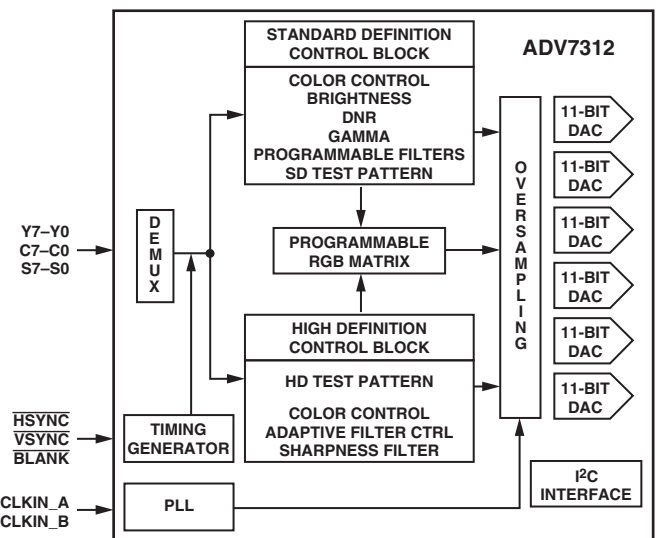 STANDARD DEFINITION
CONTROL BLOCK
ADV7312
COLOR CONTROL
BRIGHTNESS
DNR
GAMMA
PROGRAMMABLE FILTERS
SD TEST PATTERN
Y7–Y0
C7–C0
S7–S0
DEMUX
PROGRAMMABLE
RGB MATRIX
HIGH DEFINITION
CONTROL BLOCK
HD TEST PATTERN
COLOR CONTROL
ADAPTIVE FILTER CTRL
SHARPNESS FILTER
OVERSAMPLING
11-BIT
DAC
11-BIT
DAC
11-BIT
DAC
11-BIT
DAC
11-BIT
DAC
11-BIT
DAC
HSYNC
VSYNC
BLANK
TIMING
GENERATOR
CLKIN_A
CLKIN_B
PLL
I²C
INTERFACE